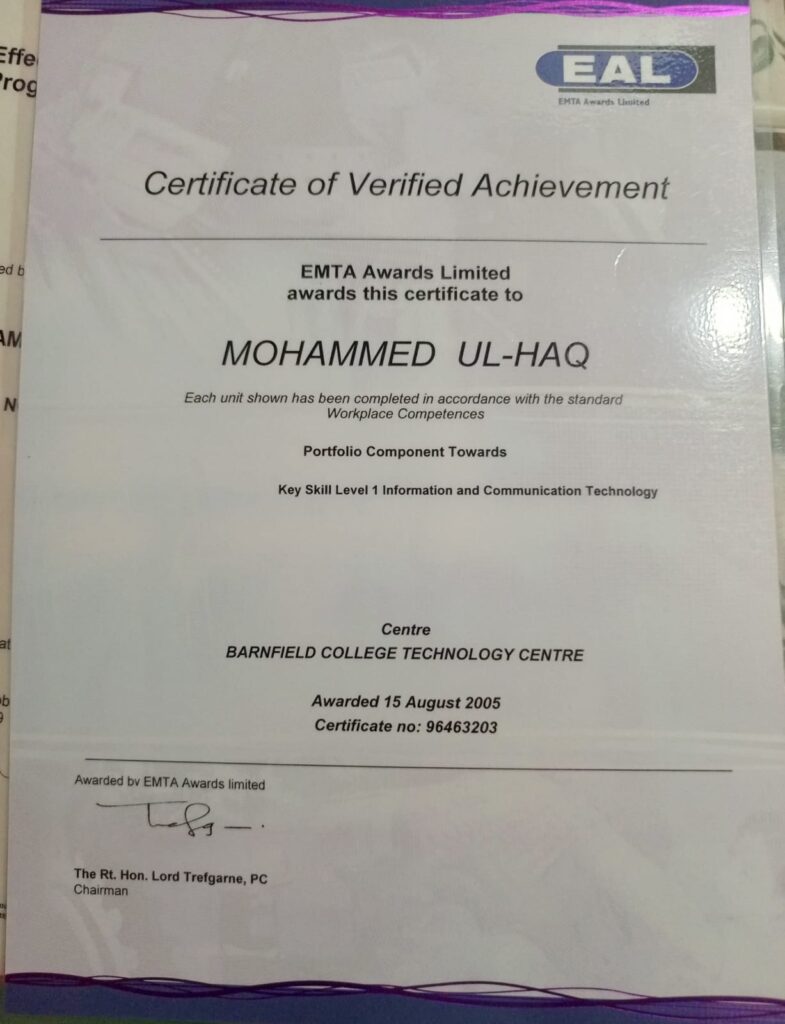 EAL
EMTA Awards Limited
Certificate of Verified Achievement
EMTA Awards Limited
awards this certificate to
MOHAMMED UL-HAQ
Each unit shown has been completed in accordance with the standard
Workplace Competences
Portfolio Component Towards
Key Skill Level 1 Information and Communication Technology
Centre
BARNFIELD COLLEGE TECHNOLOGY CENTRE
Awarded 15 August 2005
Certificate no: 96463203
Awarded by EMTA Awards limited
The Rt. Hon. Lord Trefgarne, PC
Chairman